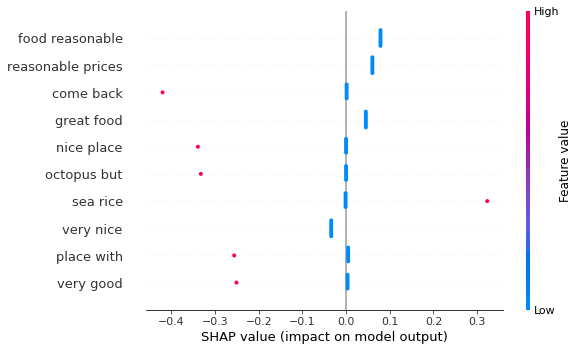 High
food reasonable
reasonable prices
come back
great food
nice place
octopus but
sea rice
very nice
place with
very good
Feature value
Low
−0.4 −0.3 −0.2 −0.1 0.0 0.1 0.2 0.3
SHAP value (impact on model output)